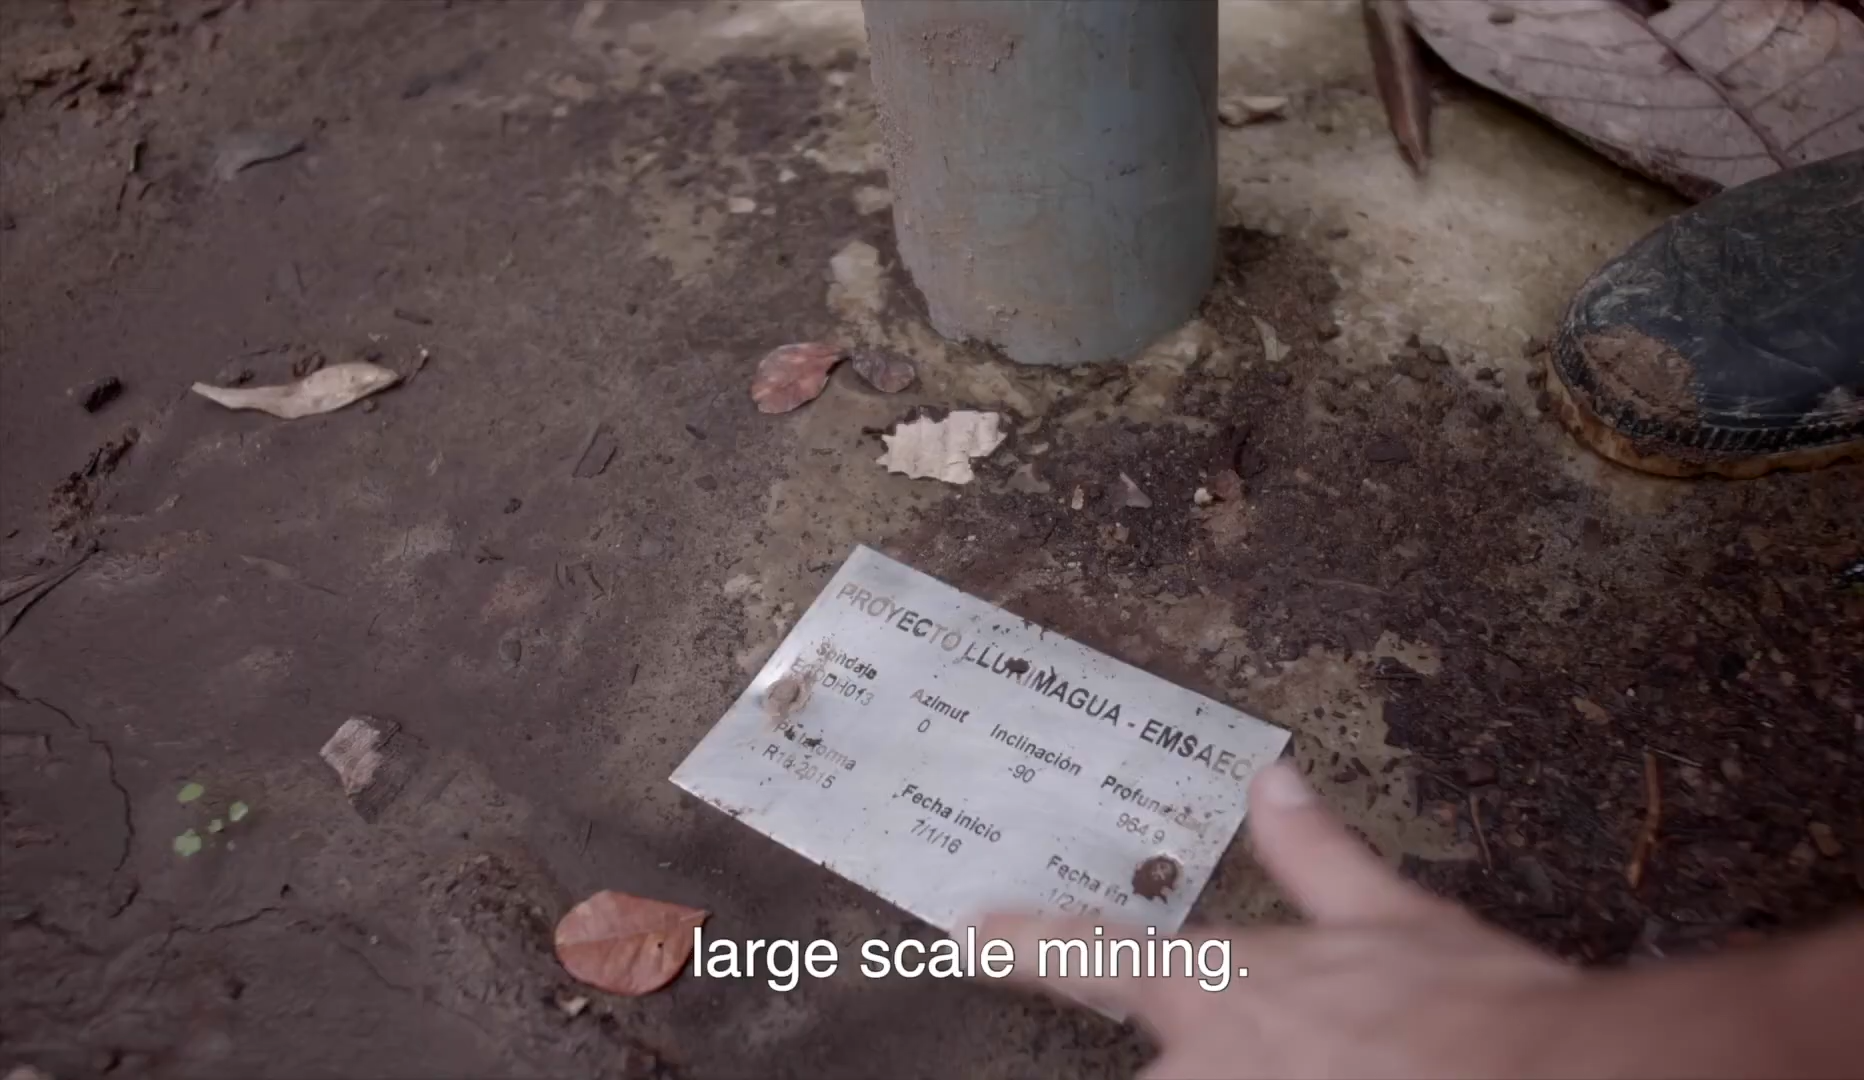 PROYECTO LLURIMAGUA - EMSAEC
Sondaje
Azimut
0
Inclinación
-90
Profundidad
964.9
Plataforma
R18-2015
Fecha inicio
7/1/16
Fecha fin
large scale mining.